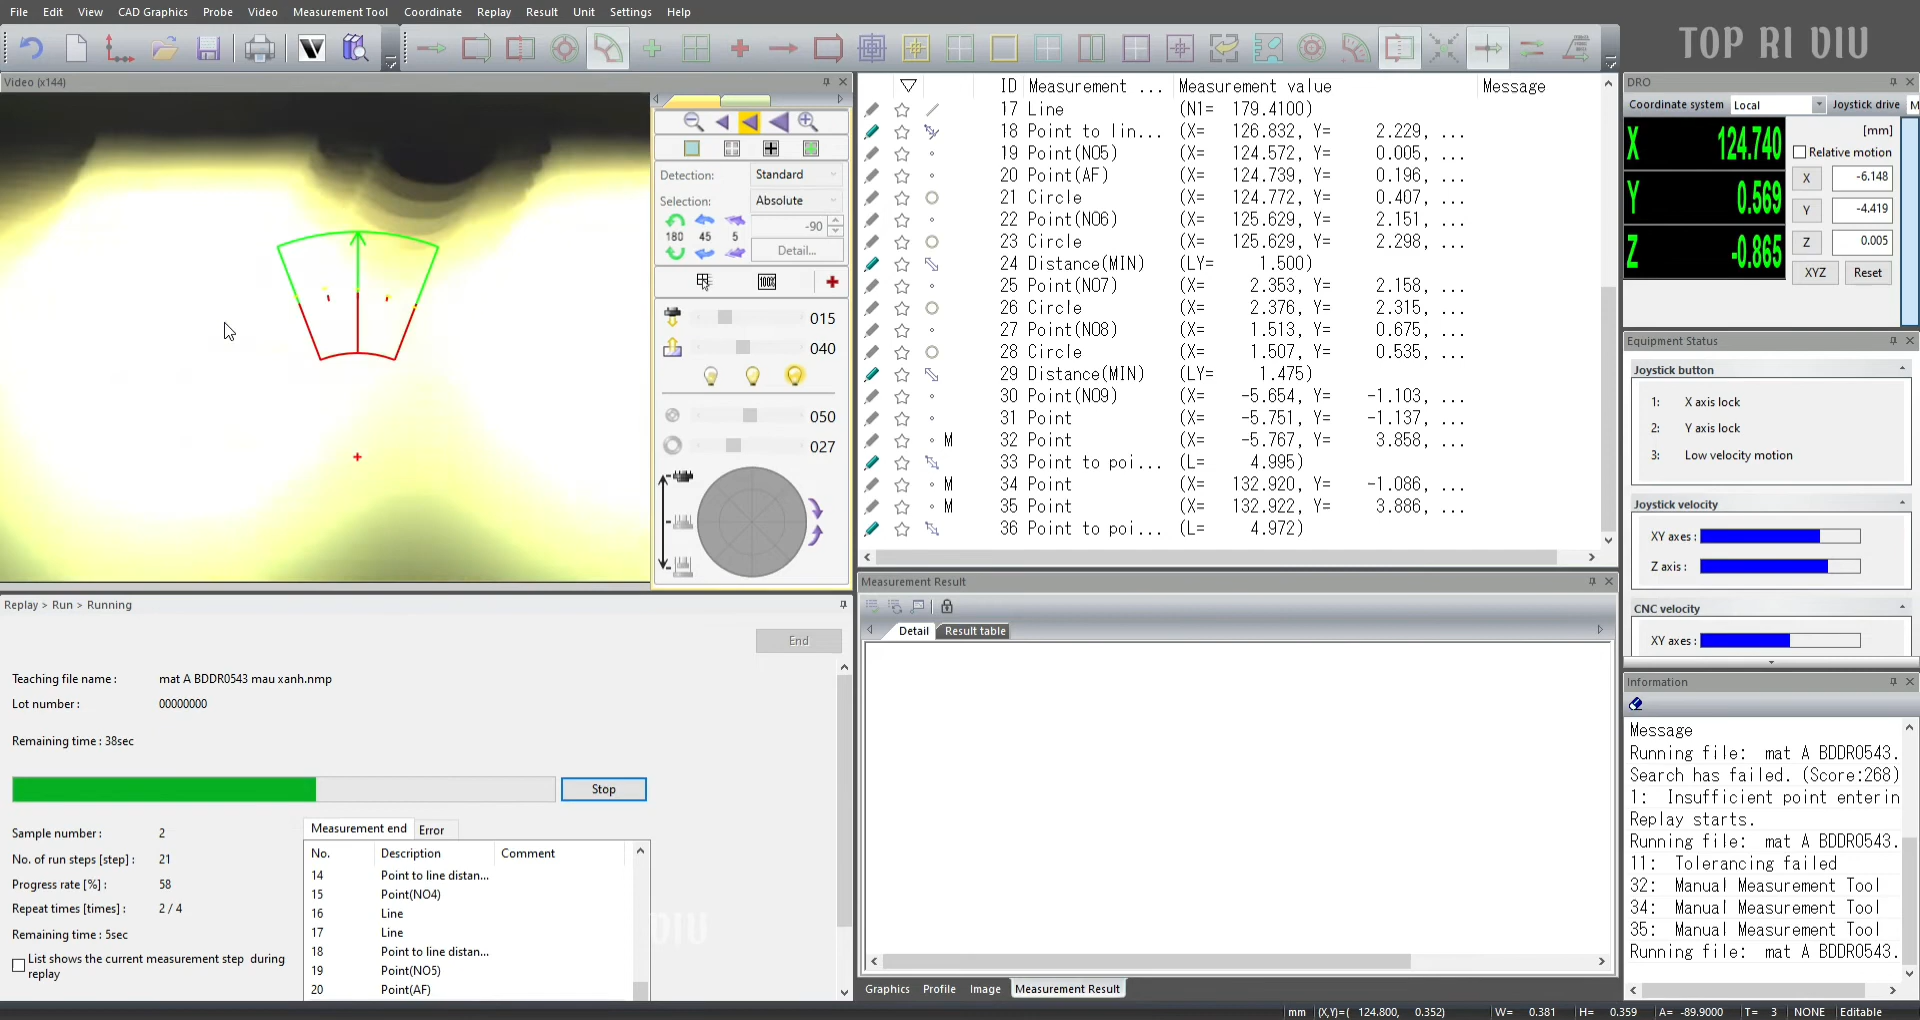 File Edit View CAD Graphics Probe Video Measurement Tool Coordinate Replay Result Unit Settings Help
TOP RI DIU
Video (x144)
Detection: Standard
Selection: Absolute
180 45 5 -90
Detail...
100%
015
040
050
027
ID Measurement ... Measurement value Message
17 Line (N1= 179.4100)
18 Point to lin... (X= 126.832, Y= 2.229, ...
19 Point(NO5) (X= 124.572, Y= 0.005, ...
20 Point(AF) (X= 124.739, Y= 0.196, ...
21 Circle (X= 124.772, Y= 0.407, ...
22 Point(NO6) (X= 125.629, Y= 2.151, ...
23 Circle (X= 125.629, Y= 2.298, ...
24 Distance(MIN) (LY= 1.500)
25 Point(NO7) (X= 2.353, Y= 2.158, ...
26 Circle (X= 2.376, Y= 2.315, ...
27 Point(NO8) (X= 1.513, Y= 0.675, ...
28 Circle (X= 1.507, Y= 0.535, ...
29 Distance(MIN) (LY= 1.475)
30 Point(NO9) (X= -5.654, Y= -1.103, ...
31 Point (X= -5.751, Y= -1.137, ...
M 32 Point (X= -5.767, Y= 3.858, ...
33 Point to poi... (L= 4.995)
M 34 Point (X= 132.920, Y= -1.086, ...
M 35 Point (X= 132.922, Y= 3.886, ...
36 Point to poi... (L= 4.972)
DRO
Coordinate system Local Joystick drive M
X 124.740
Y 0.569
Z -0.865
[mm]
Relative motion
X -6.148
Y -4.419
Z 0.005
XYZ Reset
Equipment Status
Joystick button
1: X axis lock
2: Y axis lock
3: Low velocity motion
Joystick velocity
XY axes :
Z axis :
CNC velocity
XY axes :
Replay > Run > Running
End
Teaching file name : mat A BDDR0543 mau xanh.nmp
Lot number : 00000000
Remaining time : 38sec
Stop
Sample number : 2
No. of run steps [step] : 21
Progress rate [%] : 58
Repeat times [times] : 2 / 4
Remaining time : 5sec
List shows the current measurement step during
replay
Measurement end Error
No. Description Comment
14 Point to line distan...
15 Point(NO4)
16 Line
17 Line
18 Point to line distan...
19 Point(NO5)
20 Point(AF)
DIU
Measurement Result
Detail Result table
Graphics Profile Image Measurement Result
Information
Message
Running file: mat A BDDR0543.
Search has failed. (Score:268)
1: Insufficient point enterin
Replay starts.
Running file: mat A BDDR0543.
11: Tolerancing failed
32: Manual Measurement Tool
34: Manual Measurement Tool
35: Manual Measurement Tool
Running file: mat A BDDR0543.
mm (X,Y)=( 124.800, 0.352) W= 0.381 H= 0.359 A= -89.9000 T= 3 NONE Editable